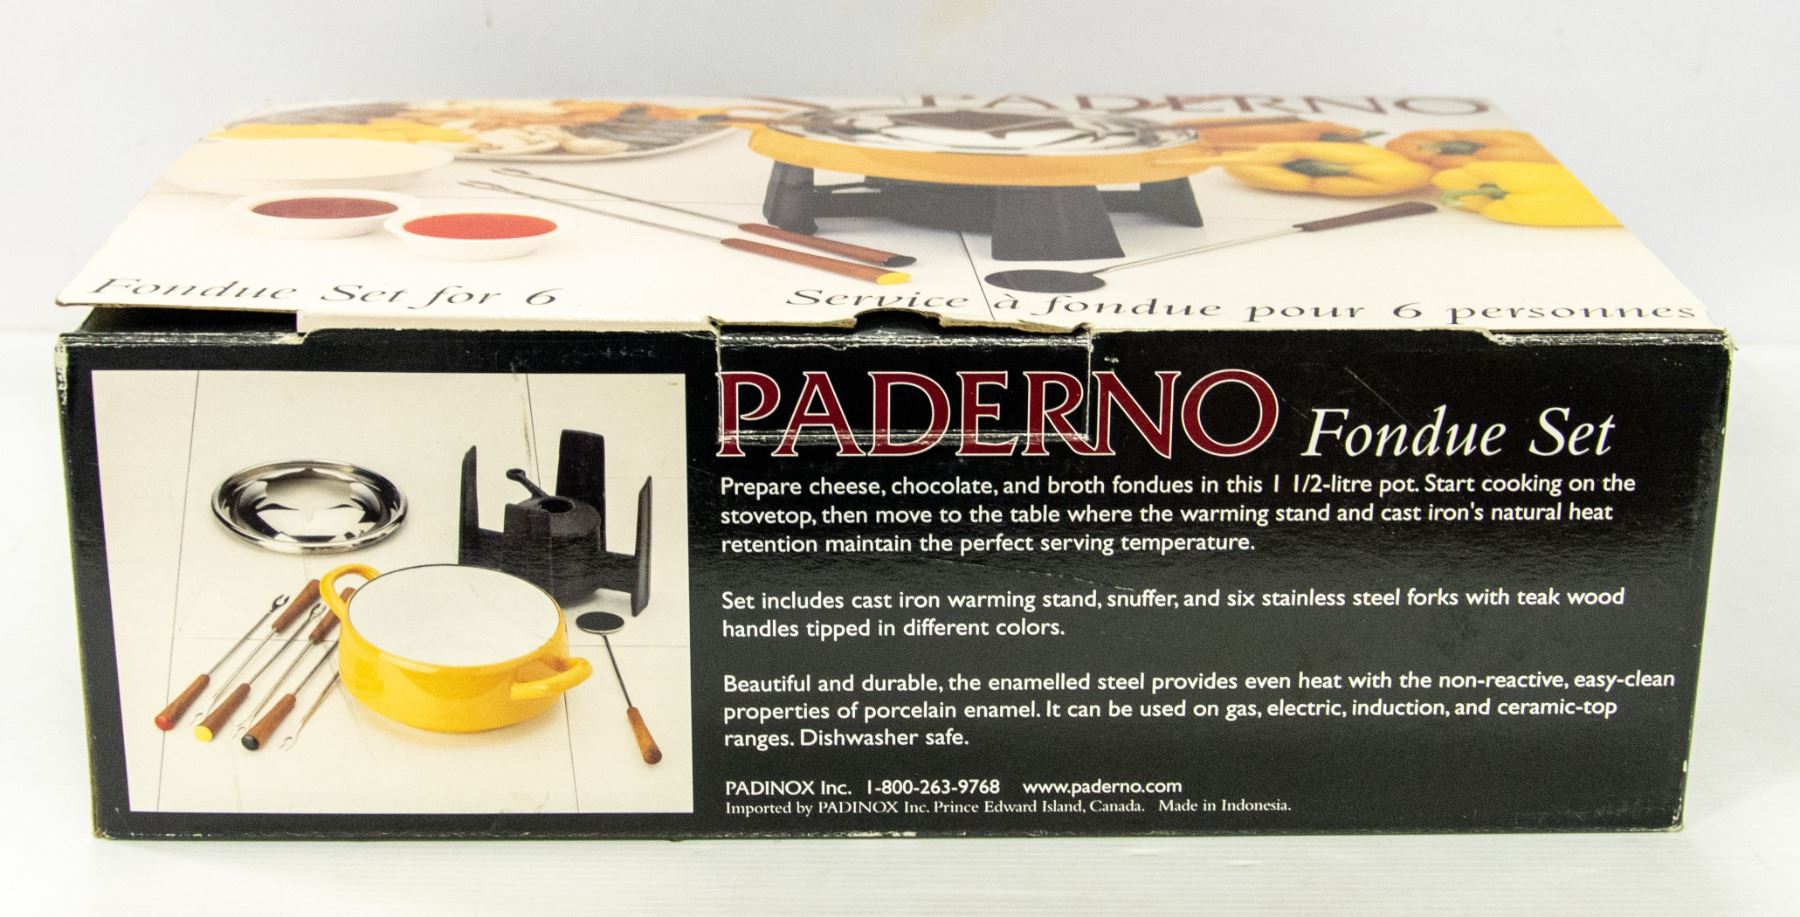 PADERNO
Fondue Set for 6
Service à fondue pour 6 personnes
PADERNO Fondue Set
Prepare cheese, chocolate, and broth fondues in this 1 1/2-litre pot. Start cooking on the
stovetop, then move to the table where the warming stand and cast iron's natural heat
retention maintain the perfect serving temperature.
Set includes cast iron warming stand, snuffer, and six stainless steel forks with teak wood
handles tipped in different colors.
Beautiful and durable, the enamelled steel provides even heat with the non-reactive, easy-clean
properties of porcelain enamel. It can be used on gas, electric, induction, and ceramic-top
ranges. Dishwasher safe.
PADINOX Inc. 1-800-263-9768 www.paderno.com
Imported by PADINOX Inc. Prince Edward Island, Canada. Made in Indonesia.